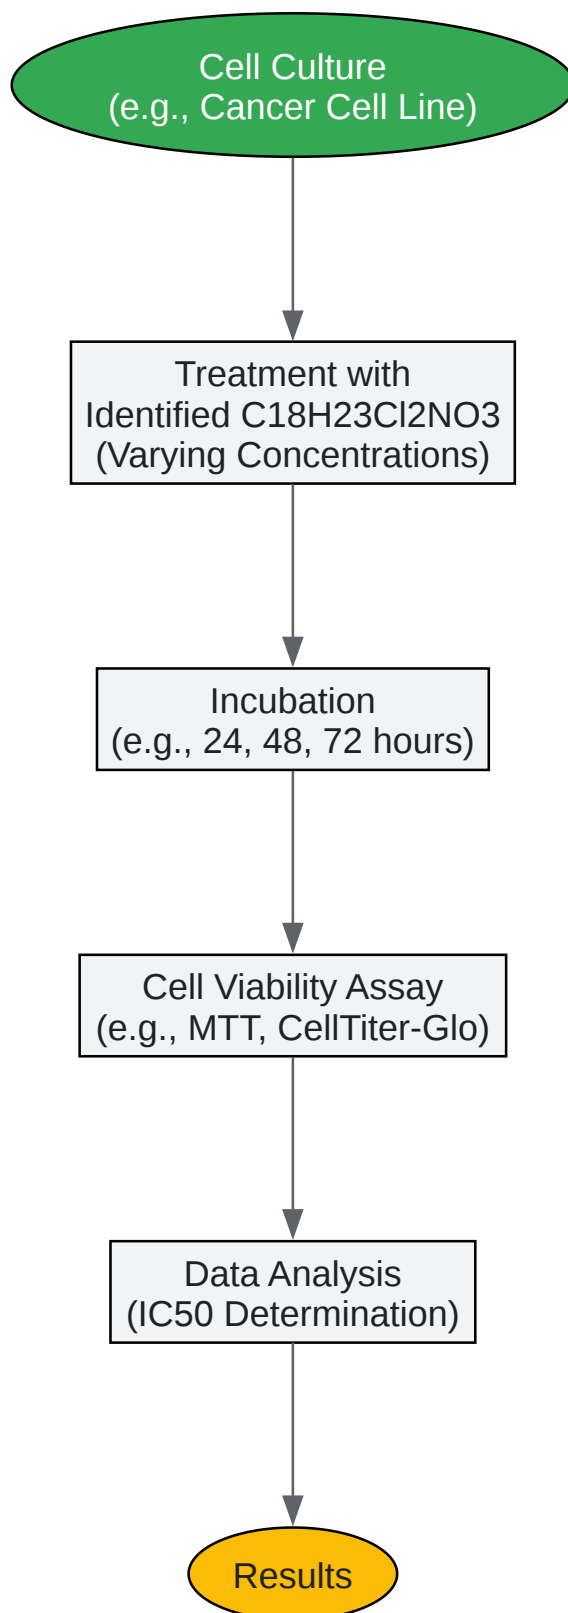 Cell Culture
(e.g., Cancer Cell Line)
Treatment with
Identified C18H23Cl2NO3
(Varying Concentrations)
Incubation
(e.g., 24, 48, 72 hours)
Cell Viability Assay
(e.g., MTT, CellTiter-Glo)
Data Analysis
(IC50 Determination)
Results